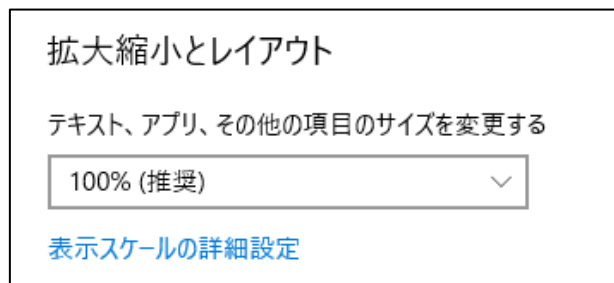 拡大縮小とレイアウト
テキスト、アプリ、その他の項目のサイズを変更する
100% (推奨)
表示スケールの詳細設定